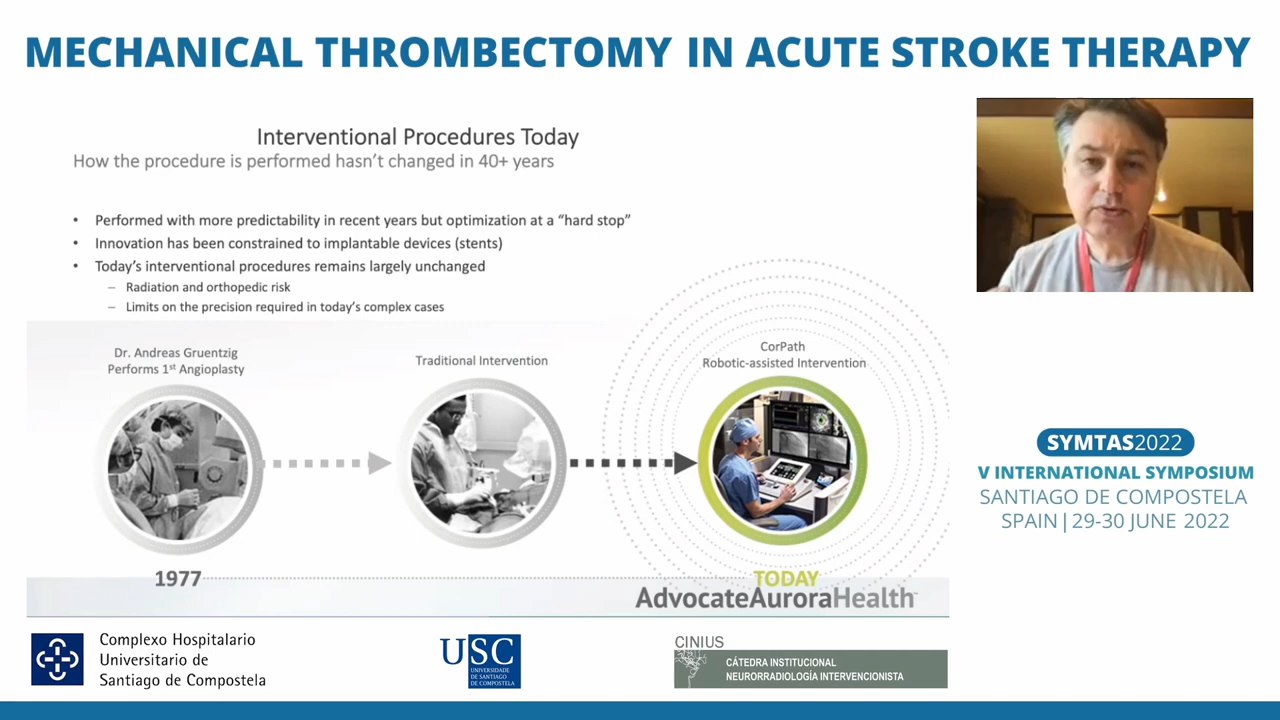 MECHANICAL THROMBECTOMY IN ACUTE STROKE THERAPY
Interventional Procedures Today
How the procedure is performed hasn't changed in 40+ years
• Performed with more predictability in recent years but optimization at a “hard stop”
• Innovation has been constrained to implantable devices (stents)
• Today's interventional procedures remains largely unchanged
– Radiation and orthopedic risk
– Limits on the precision required in today's complex cases
Dr. Andreas Gruentzig
Performs 1st Angioplasty
Traditional Intervention
CorPath
Robotic-assisted Intervention
1977
TODAY
AdvocateAuroraHealth
SYMTAS2022
V INTERNATIONAL SYMPOSIUM
SANTIAGO DE COMPOSTELA
SPAIN | 29-30 JUNE 2022
Complexo Hospitalario
Universitario de
Santiago de Compostela
USC
UNIVERSIDADE
DE SANTIAGO
DE COMPOSTELA
CINIUS
CÁTEDRA INSTITUCIONAL
NEURORRADIOLOGÍA INTERVENCIONISTA